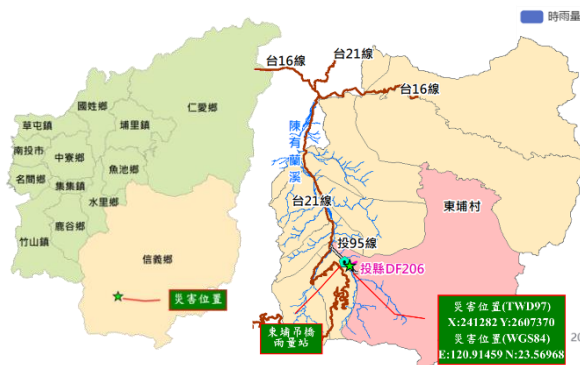 國姓鄉
仁愛鄉
草屯鎮
埔里鎮
南投市
中寮鄉
名間鄉
魚池鄉
集集鎮
水里鄉
鹿谷鄉
竹山鎮
信義鄉
災害位置
時雨量
台21線
台16線
台16線
陳有蘭溪
台21線
東埔村
投95線
投縣DF206
東埔吊橋
雨量站
災害位置(TWD97)
X:241282 Y:2607370
災害位置(WGS84)
E:120.91459 N:23.56968
20